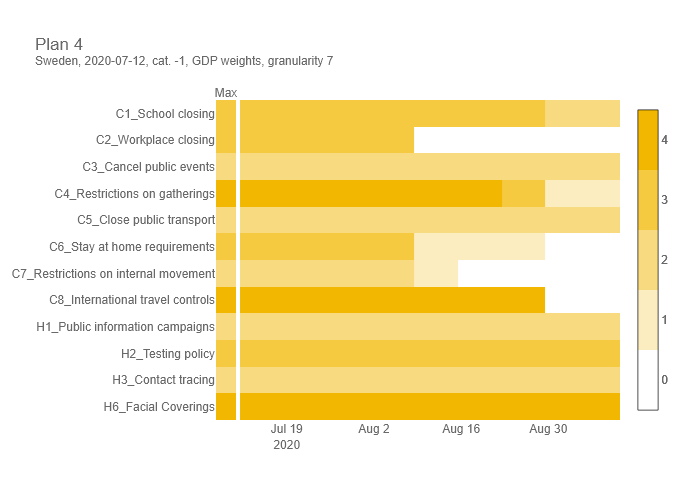 Plan 4
Sweden, 2020-07-12, cat. -1, GDP weights, granularity 7
Max
C1_School closing
C2_Workplace closing
C3_Cancel public events
C4_Restrictions on gatherings
C5_Close public transport
C6_Stay at home requirements
C7_Restrictions on internal movement
C8_International travel controls
H1_Public information campaigns
H2_Testing policy
H3_Contact tracing
H6_Facial Coverings
Jul 19
2020
Aug 2
Aug 16
Aug 30
4
3
2
1
0